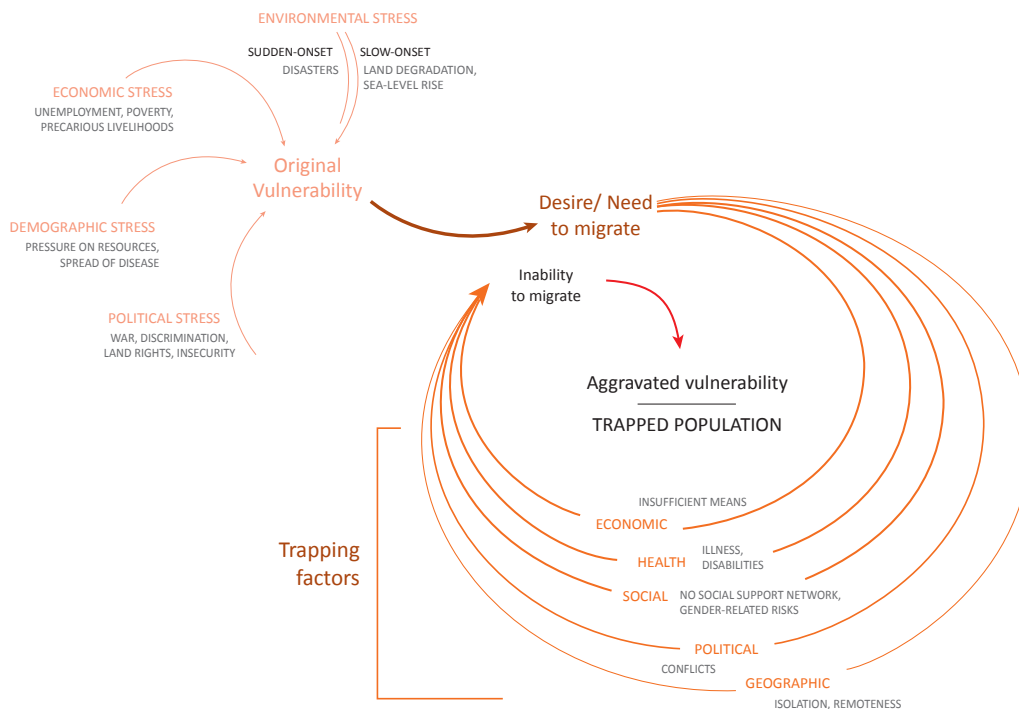 ENVIRONMENTAL STRESS
SUDDEN-ONSET
DISASTERS
SLOW-ONSET
LAND DEGRADATION,
SEA-LEVEL RISE
ECONOMIC STRESS
UNEMPLOYMENT, POVERTY,
PRECARIOUS LIVELIHOODS
Original
Vulnerability
DEMOGRAPHIC STRESS
PRESSURE ON RESOURCES,
SPREAD OF DISEASE
POLITICAL STRESS
WAR, DISCRIMINATION,
LAND RIGHTS, INSECURITY
Desire/ Need
to migrate
Inability
to migrate
Aggravated vulnerability
TRAPPED POPULATION
Trapping
factors
INSUFFICIENT MEANS
ECONOMIC
HEALTH
ILLNESS,
DISABILITIES
SOCIAL
NO SOCIAL SUPPORT NETWORK,
GENDER-RELATED RISKS
POLITICAL
CONFLICTS
GEOGRAPHIC
ISOLATION, REMOTENESS